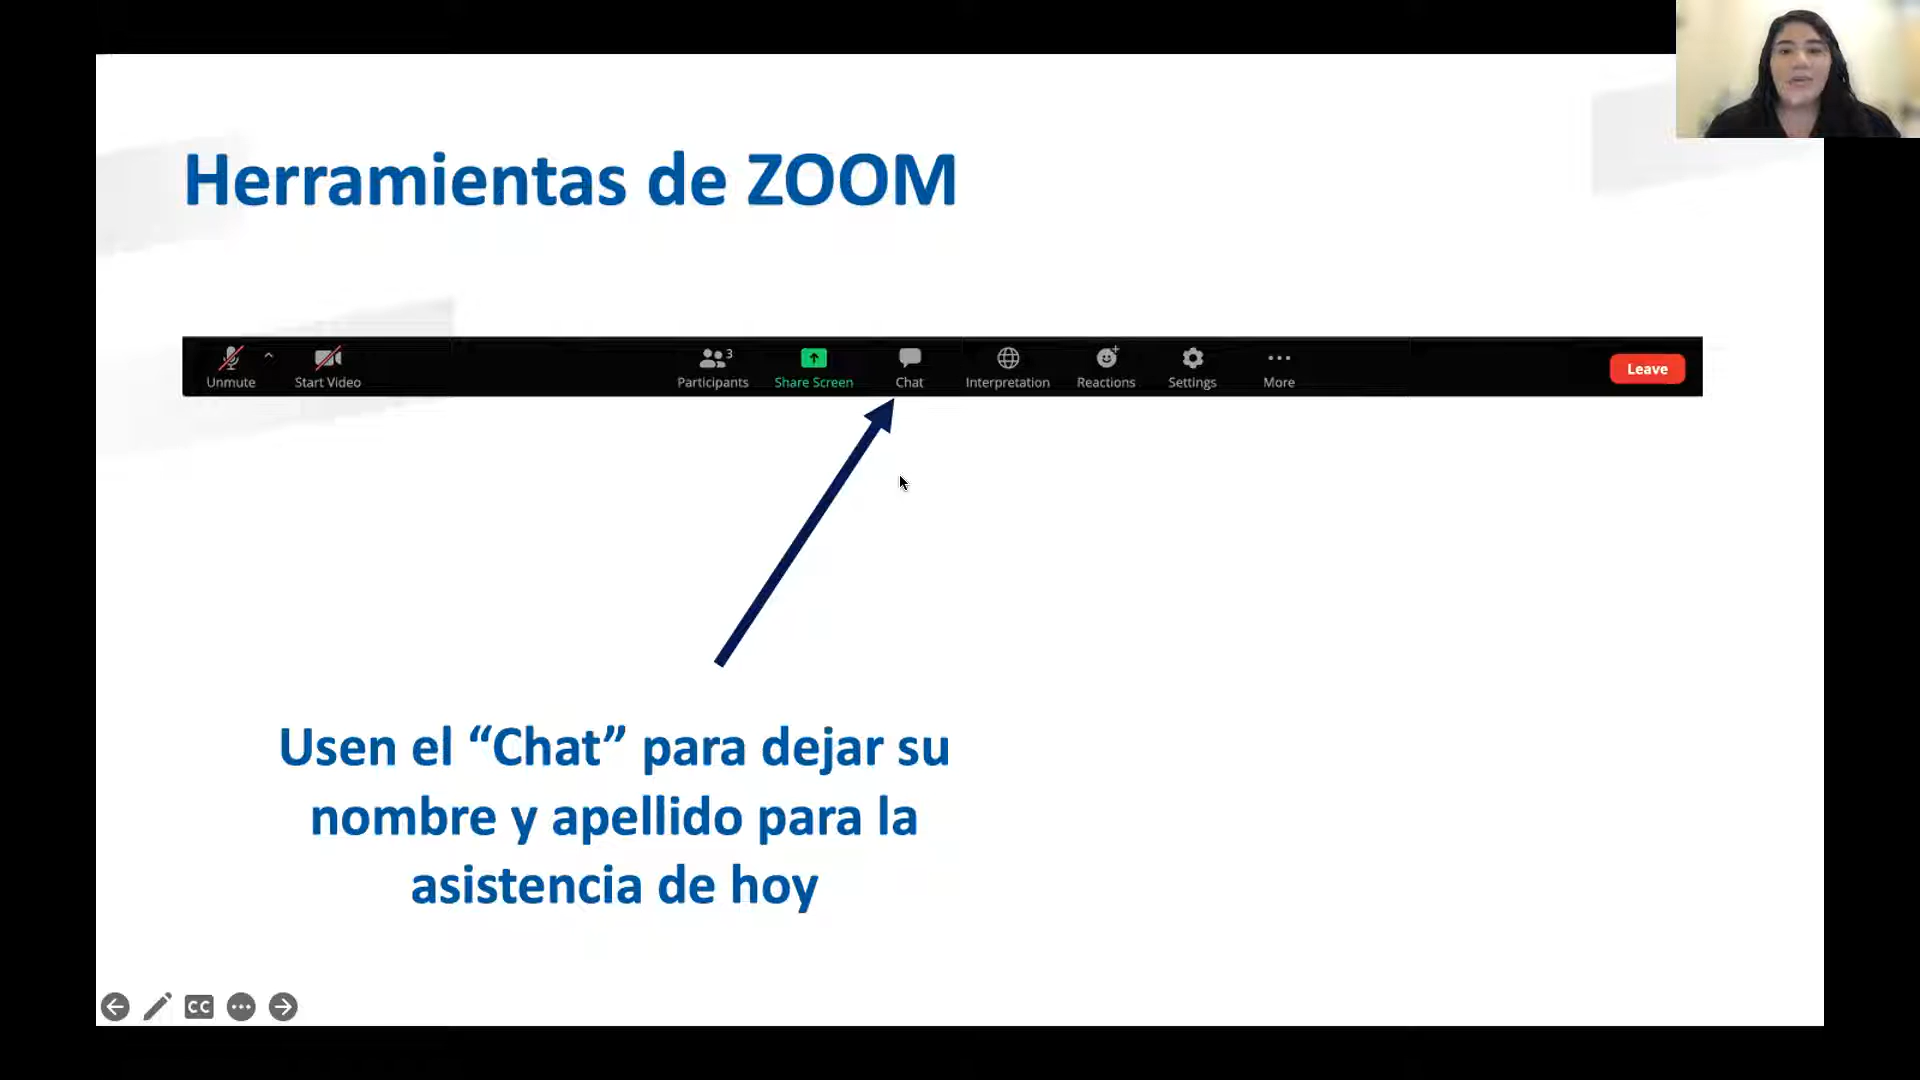 Herramientas de ZOOM
Unmute
Start Video
3
Participants
Share Screen
Chat
Interpretation
Reactions
Settings
More
Leave
Usen el “Chat” para dejar su
nombre y apellido para la
asistencia de hoy
CC